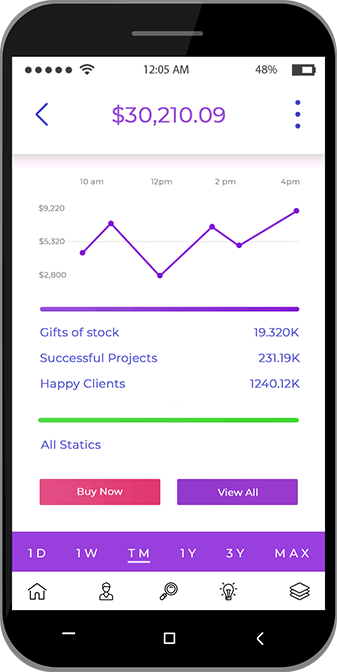 12:05 AM 48%
$30,210.09
10 am 12pm 2 pm 4pm
$9,220
$5,320
$2,800
Gifts of stock 19.320K
Successful Projects 231.19K
Happy Clients 1240.12K
All Statics
Buy Now View All
1D 1W TM 1Y 3Y MAX